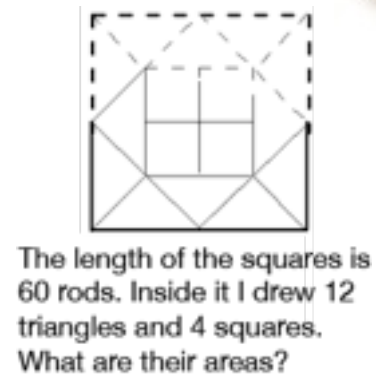 The length of the squares is
60 rods. Inside it I drew 12
triangles and 4 squares.
What are their areas?